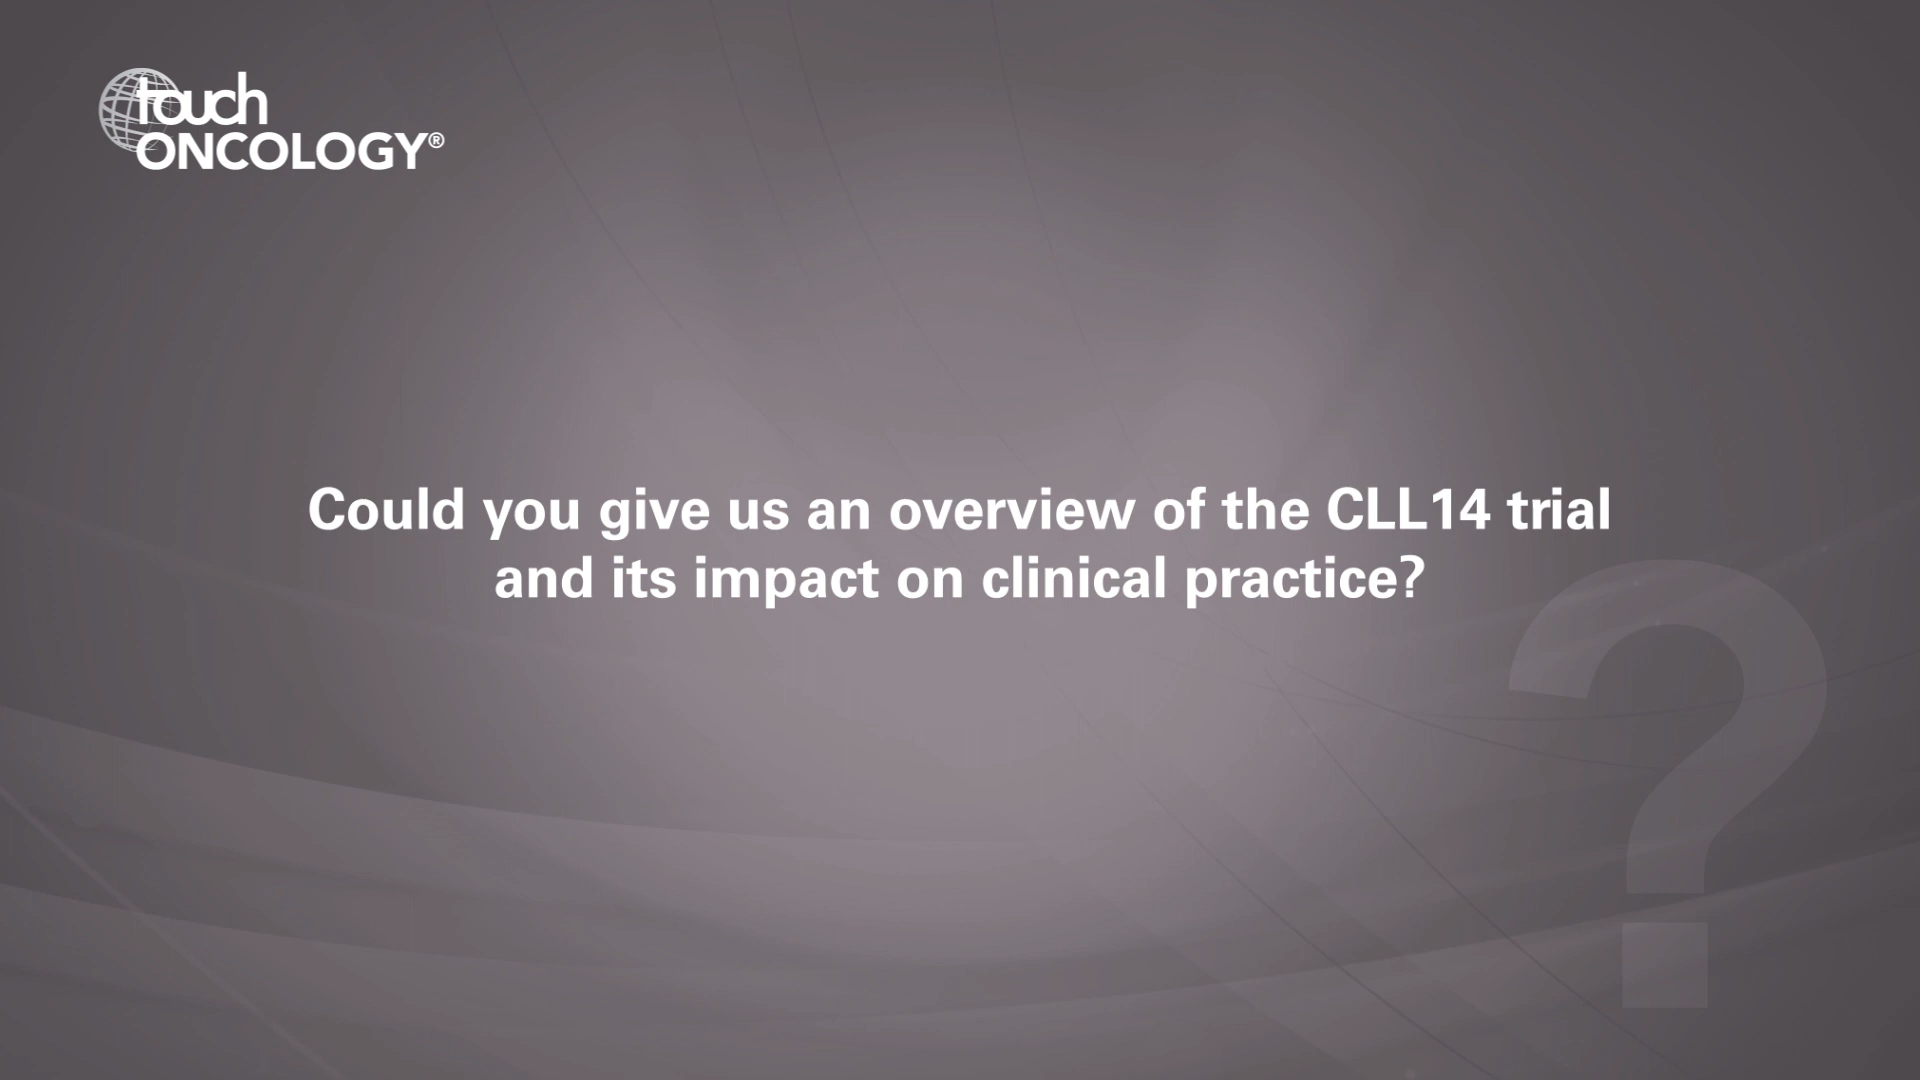 touch
ONCOLOGY®
Could you give us an overview of the CLL14 trial
and its impact on clinical practice?
?